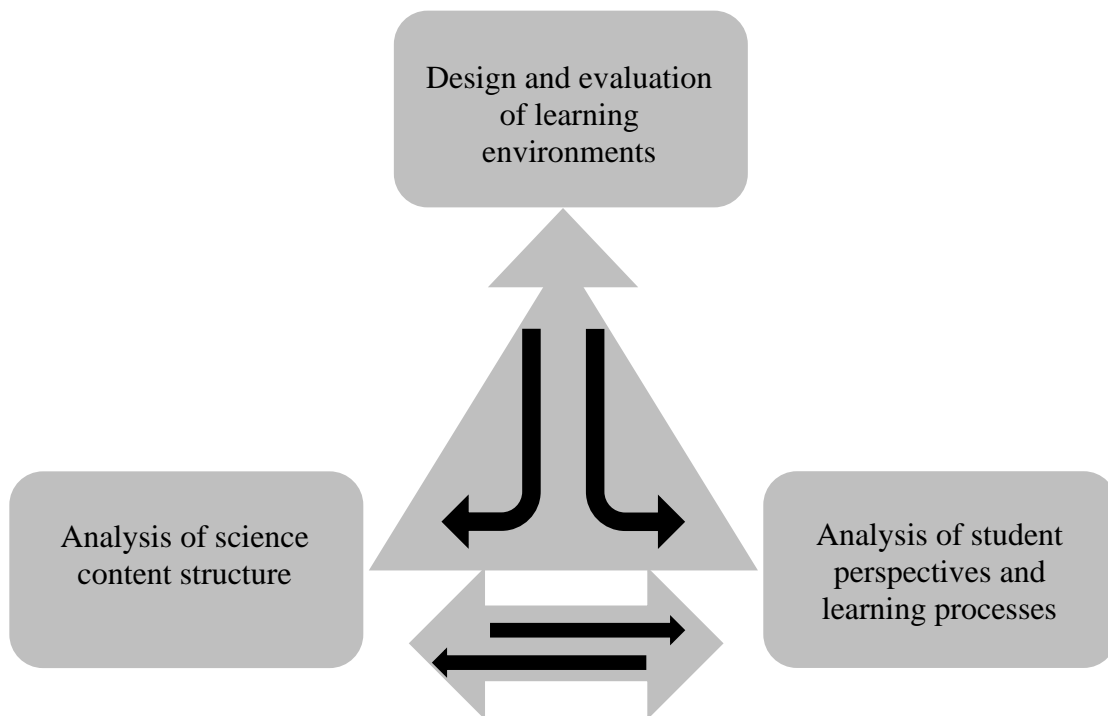 Design and evaluation
of learning
environments
Analysis of science
content structure
Analysis of student
perspectives and
learning processes